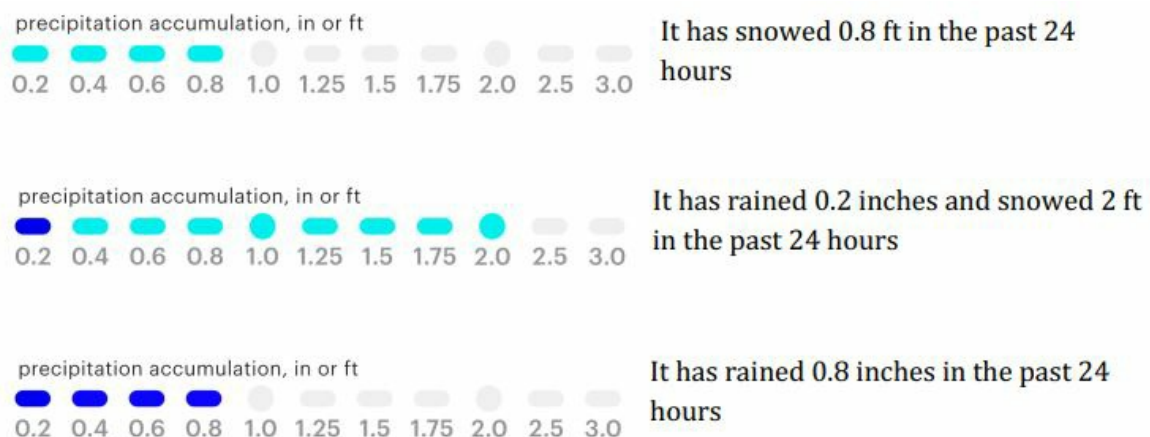 precipitation accumulation, in or ft
0.2 0.4 0.6 0.8 1.0 1.25 1.5 1.75 2.0 2.5 3.0
It has snowed 0.8 ft in the past 24
hours
precipitation accumulation, in or ft
0.2 0.4 0.6 0.8 1.0 1.25 1.5 1.75 2.0 2.5 3.0
It has rained 0.2 inches and snowed 2 ft
in the past 24 hours
precipitation accumulation, in or ft
0.2 0.4 0.6 0.8 1.0 1.25 1.5 1.75 2.0 2.5 3.0
It has rained 0.8 inches in the past 24
hours